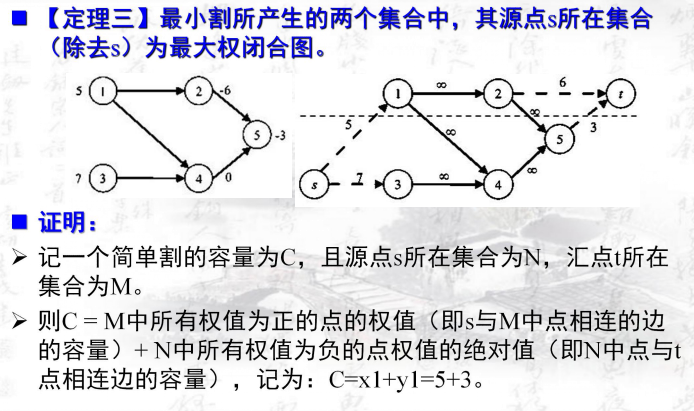 【定理三】最小割所产生的两个集合中，其源点s所在集合
（除去s）为最大权闭合图。
5 1 2 -6
5 -3
7 3 4 0
1 ∞ 2 6 t
5 ∞ ∞ 5 3
s 7 3 ∞ 4 ∞
证明：
记一个简单割的容量为C，且源点s所在集合为N，汇点t所在
集合为M。
则C = M中所有权值为正的点的权值（即s与M中点相连的边
的容量）+ N中所有权值为负的点权值的绝对值（即N中点与t
点相连边的容量），记为：C=x1+y1=5+3。